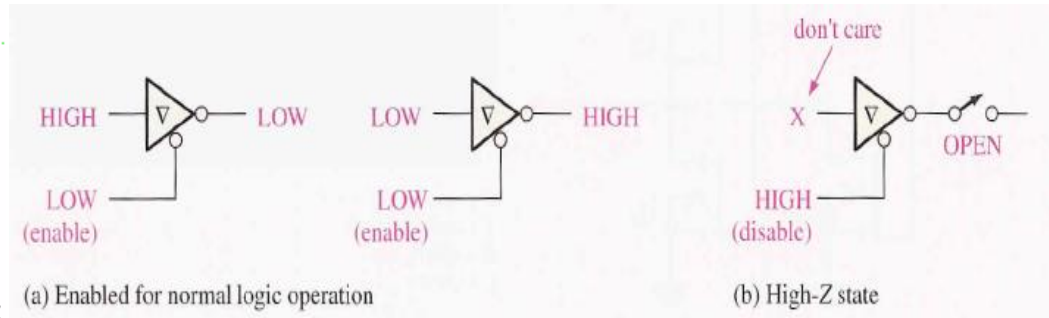 don't care
HIGH LOW LOW HIGH X
OPEN
LOW LOW HIGH
(enable) (enable) (disable)
(a) Enabled for normal logic operation (b) High-Z state